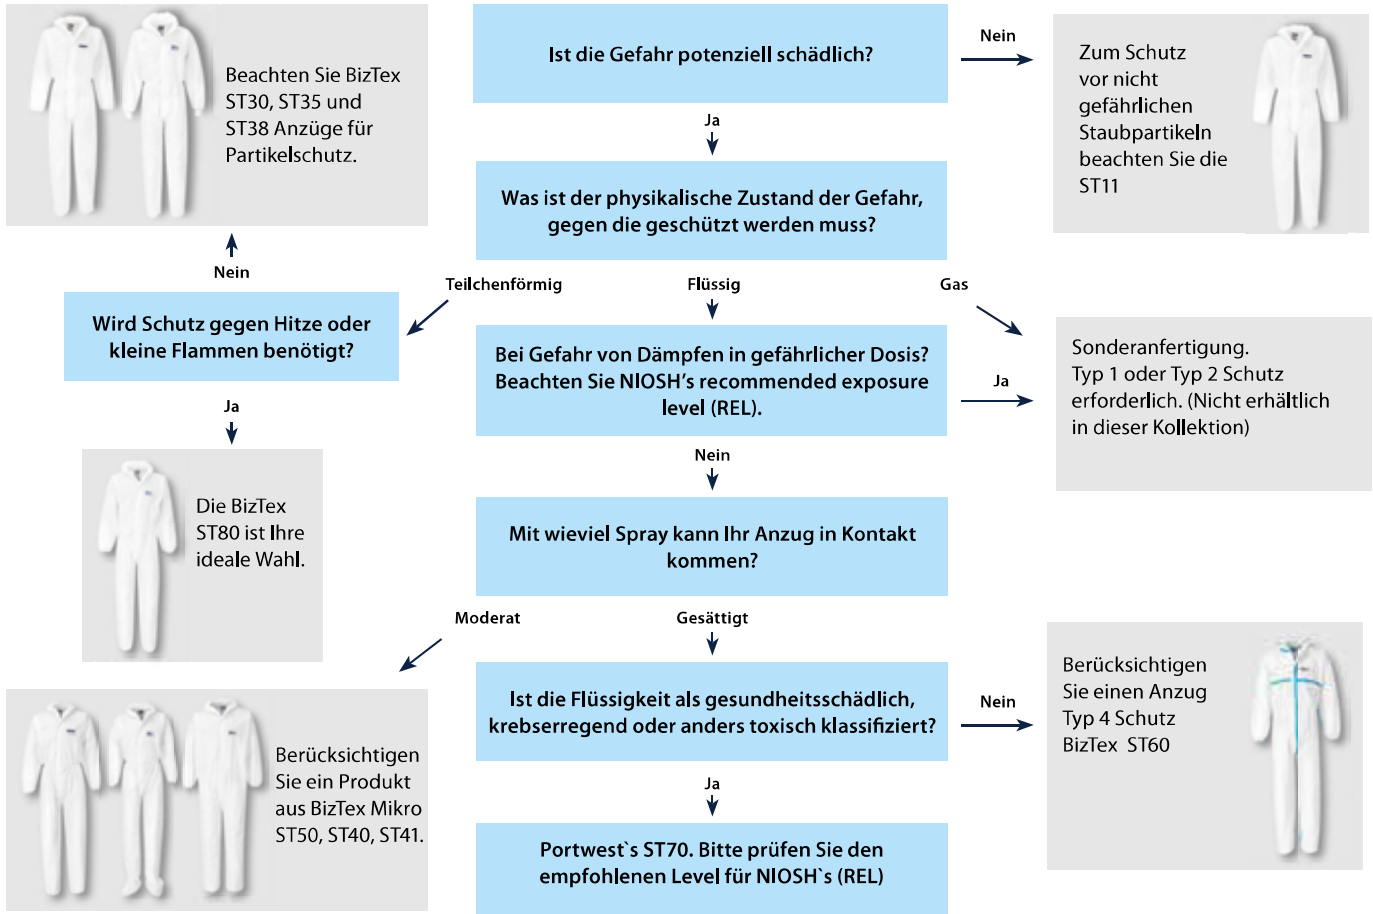 Ist die Gefahr potenziell schädlich?
Nein
Zum Schutz
vor nicht
gefährlichen
Staubpartikeln
beachten Sie die
ST11
Beachten Sie BizTex
ST30, ST35 und
ST38 Anzüge für
Partikelschutz.
Ja
Was ist der physikalische Zustand der Gefahr,
gegen die geschützt werden muss?
Nein
Teilchenförmig
Flüssig
Gas
Wird Schutz gegen Hitze oder
kleine Flammen benötigt?
Bei Gefahr von Dämpfen in gefährlicher Dosis?
Beachten Sie NIOSH's recommended exposure
level (REL).
Ja
Sonderanfertigung.
Typ 1 oder Typ 2 Schutz
erforderlich. (Nicht erhältlich
in dieser Kollektion)
Ja
Die BizTex
ST80 ist Ihre
ideale Wahl.
Nein
Mit wieviel Spray kann Ihr Anzug in Kontakt
kommen?
Moderat
Gesättigt
Berücksichtigen
Sie ein Produkt
aus BizTex Mikro
ST50, ST40, ST41.
Ist die Flüssigkeit als gesundheitsschädlich,
krebserregend oder anders toxisch klassifiziert?
Nein
Berücksichtigen
Sie einen Anzug
Typ 4 Schutz
BizTex ST60
Ja
Portwest`s ST70. Bitte prüfen Sie den
empfohlenen Level für NIOSH`s (REL)